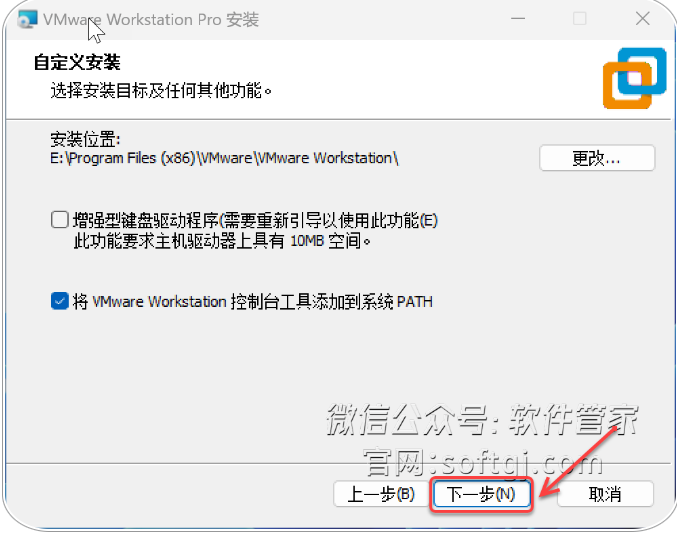 VMware Workstation Pro 安装
自定义安装
选择安装目标及任何其他功能。
安装位置:
E:\Program Files (x86)\VMware\VMware Workstation\
更改...
增强型键盘驱动程序(需要重新引导以使用此功能(E)
此功能要求主机驱动器上具有 10MB 空间。
将 VMware Workstation 控制台工具添加到系统 PATH
微信公众号: 软件管家
官网:softgj.com
上一步(B)
下一步(N)
取消